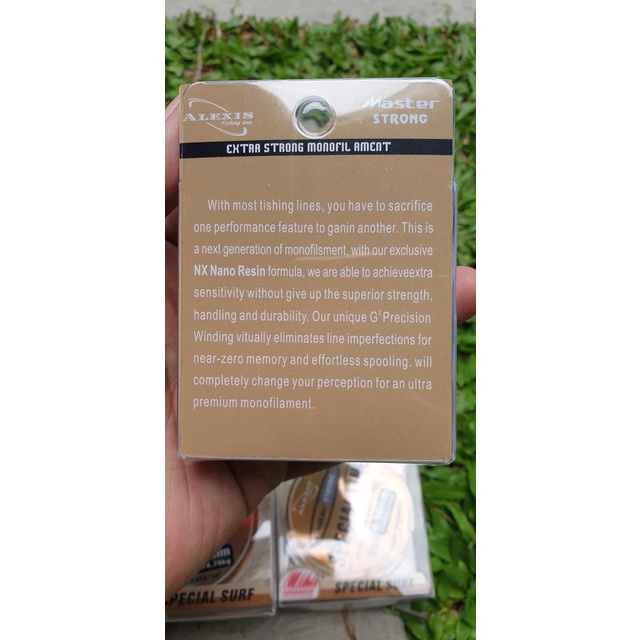 ALEXIS
Fishing line
Master
STRONG
EXTRA STRONG MONOFIL AMENT
With most tishing lines, you have to sacrifice
one performance feature to ganin another. This is
a next generation of monofilsment, with our exclusive
NX Nano Resin formula, we are able to achieveextra
sensitivity without give up the superior strength,
handling and durability. Our unique G²Precision
Winding vitually eliminates line imperfections for
near-zero memory and effortless spooling, will
completely change your perception for an ultra
premium monofilament.
ALEXIS
SPECIAL SURF
SPECIAL SURF